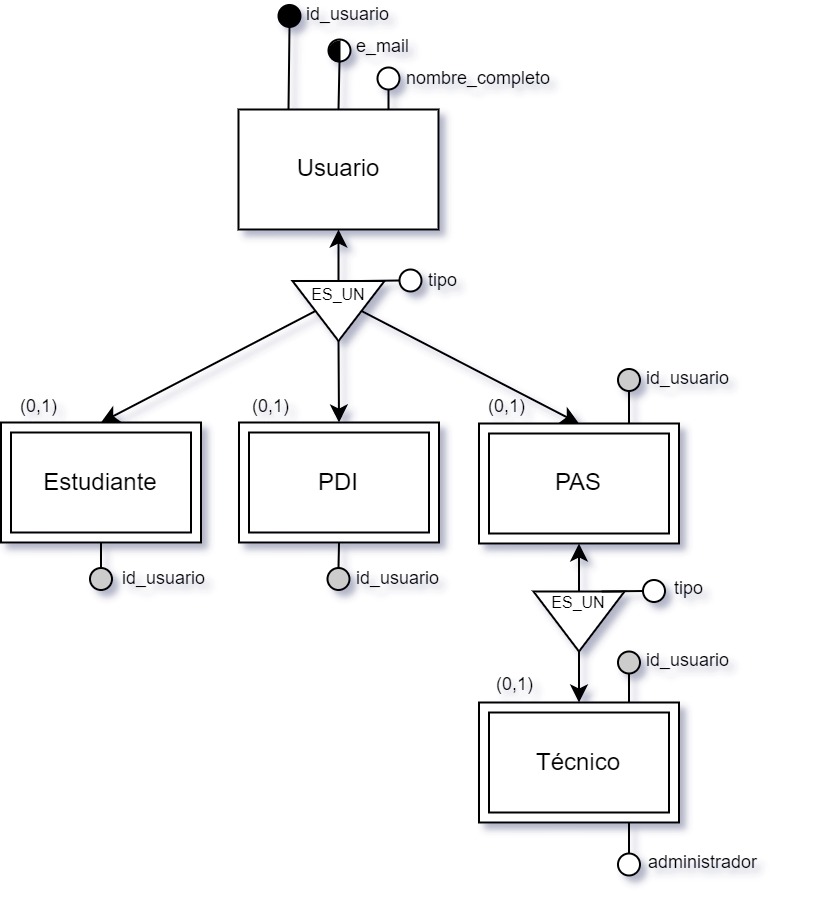 id_usuario
e_mail
nombre_completo
Usuario
ES_UN
tipo
id_usuario
(0,1)
(0,1)
(0,1)
Estudiante
PDI
PAS
id_usuario
id_usuario
tipo
ES_UN
id_usuario
(0,1)
Técnico
administrador